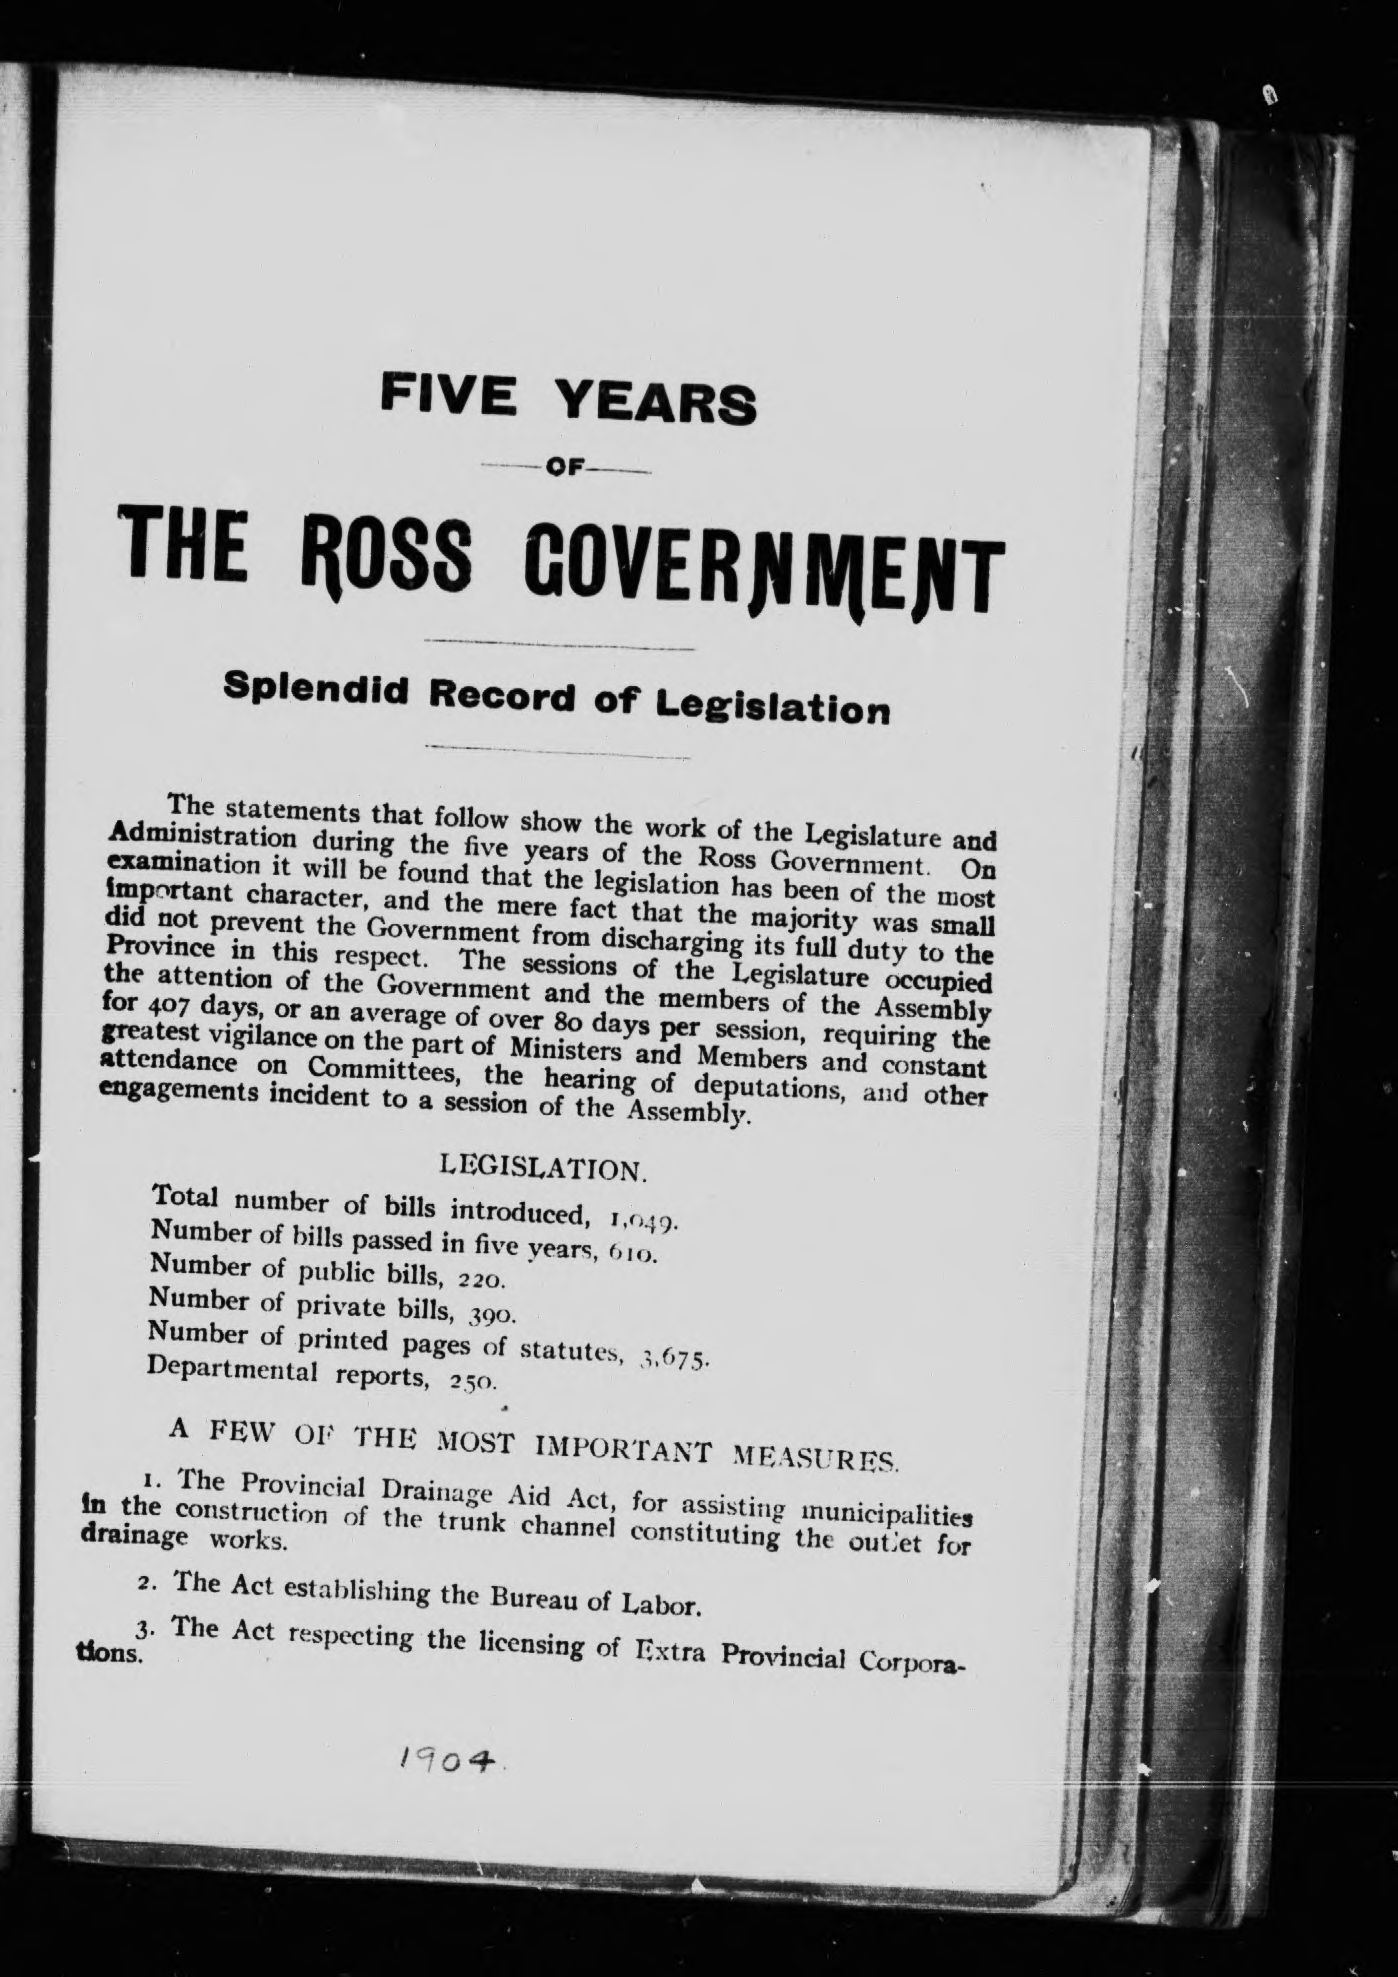 FIVE YEARS
OF
THE ROSS GOVERNMENT
Splendid Record of Legislation
The statements that follow show the work of the Legislature and
Administration during the five years of the Ross Government. On
examination it will be found that the legislation has been of the most
important character, and the mere fact that the majority was small
did not prevent the Government from discharging its full duty to the
Province in this respect. The sessions of the Legislature occupied
the attention of the Government and the members of the Assembly
for 407 days, or an average of over 80 days per session, requiring the
greatest vigilance on the part of Ministers and Members and constant
attendance on Committees, the hearing of deputations, and other
engagements incident to a session of the Assembly.
LEGISLATION.
Total number of bills introduced, 1,049.
Number of bills passed in five years, 610.
Number of public bills, 220.
Number of private bills, 390.
Number of printed pages of statutes, 3,675.
Departmental reports, 250.
A FEW OF THE MOST IMPORTANT MEASURES.
1. The Provincial Drainage Aid Act, for assisting municipalities
in the construction of the trunk channel constituting the outlet for
drainage works.
2. The Act establishing the Bureau of Labor.
3. The Act respecting the licensing of Extra Provincial Corpora-
tions.
1904.